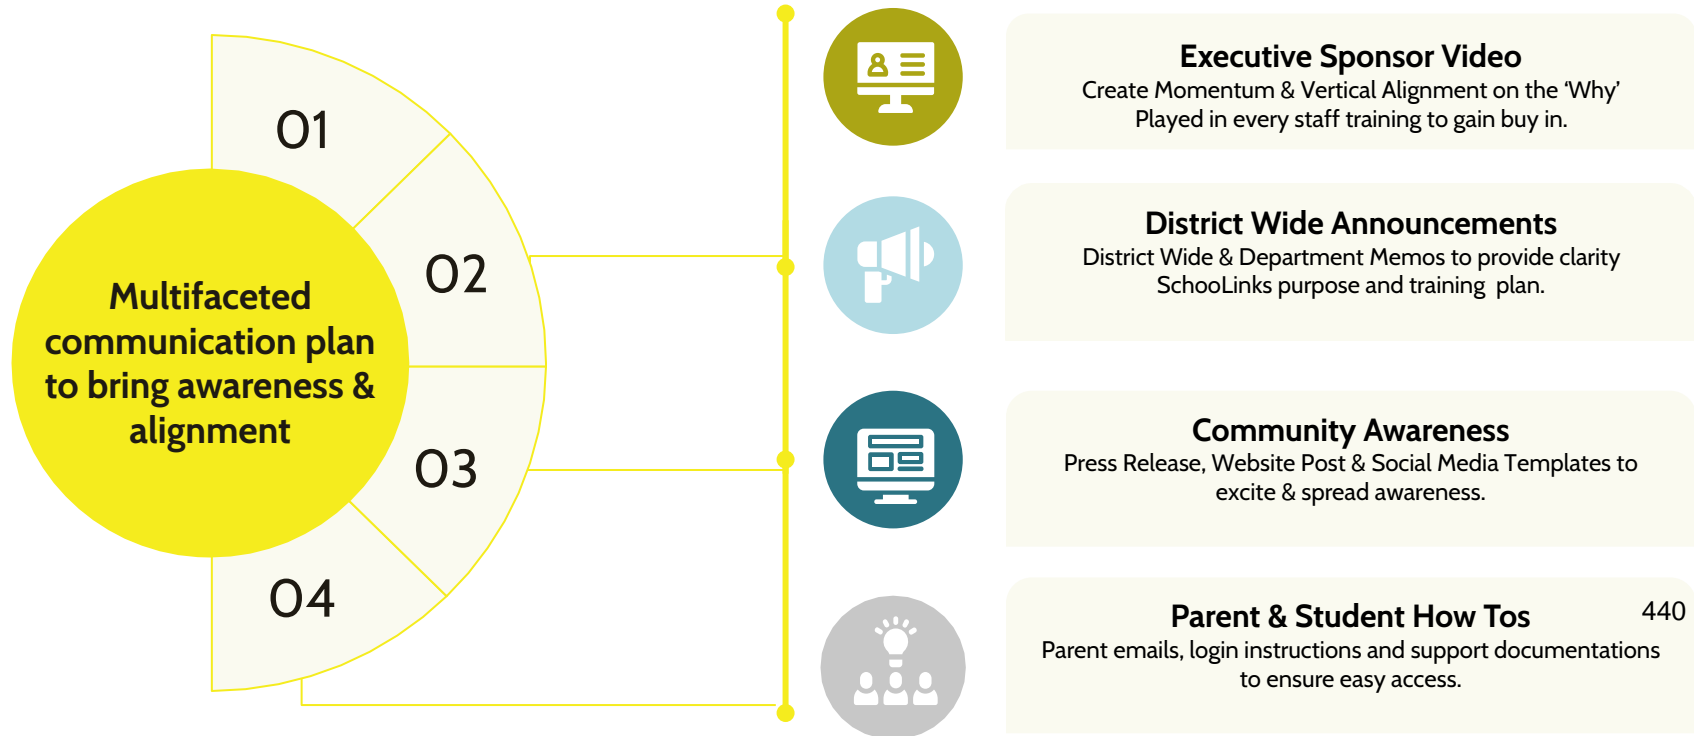 01
02
03
04
Multifaceted
communication plan
to bring awareness &
alignment
Executive Sponsor Video
Create Momentum & Vertical Alignment on the ‘Why’
Played in every staff training to gain buy in.
District Wide Announcements
District Wide & Department Memos to provide clarity
SchooLinks purpose and training plan.
Community Awareness
Press Release, Website Post & Social Media Templates to
excite & spread awareness.
Parent & Student How Tos
440
Parent emails, login instructions and support documentations
to ensure easy access.